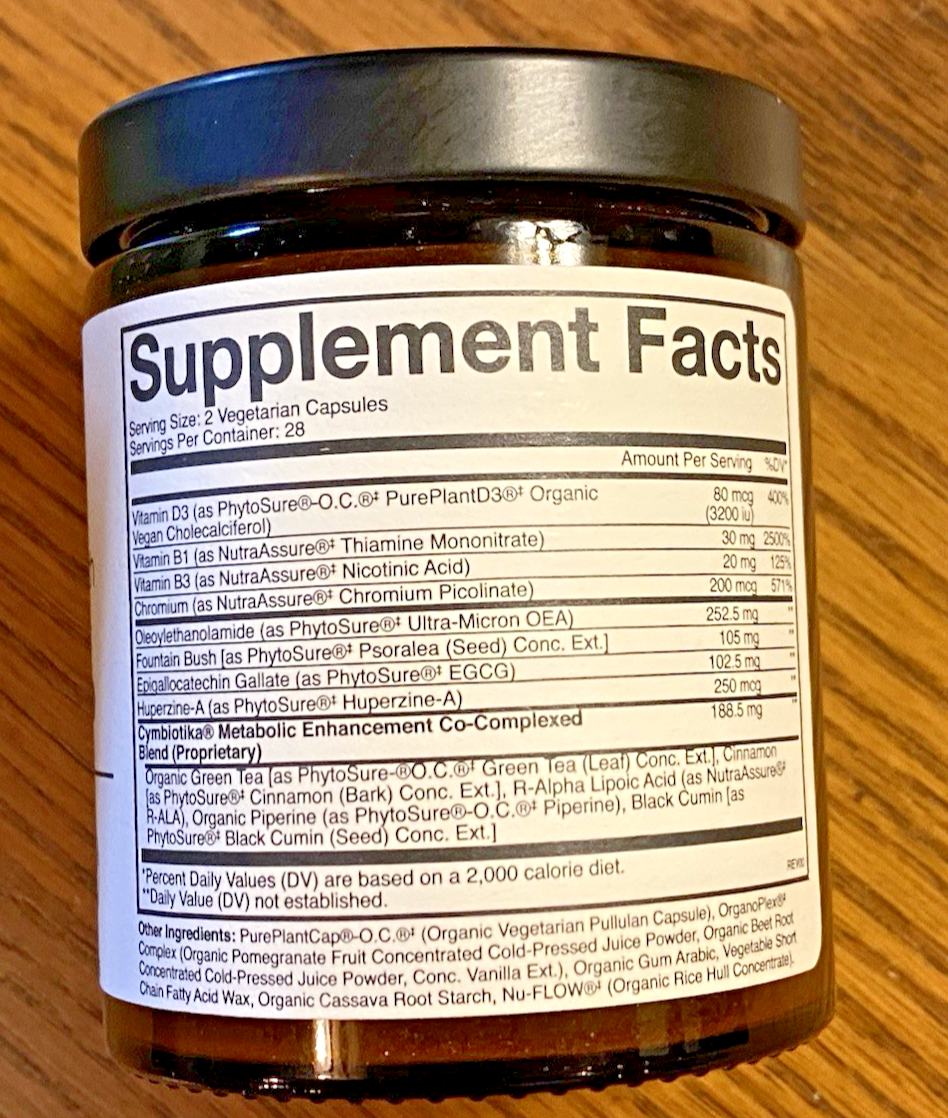 Supplement Facts
Serving Size: 2 Vegetarian Capsules
Servings Per Container: 28
Amount Per Serving %DV*
Vitamin D3 (as PhytoSure®-O.C.®‡ PurePlantD3®‡ Organic 80 mcg 400%
Vegan Cholecalciferol) (3200 iu)
Vitamin B1 (as NutraAssure®‡ Thiamine Mononitrate) 30 mg 2500%
Vitamin B3 (as NutraAssure®‡ Nicotinic Acid) 20 mg 125%
Chromium (as NutraAssure®‡ Chromium Picolinate) 200 mcg 571%
Oleoylethanolamide (as PhytoSure®‡ Ultra-Micron OEA) 252.5 mg **
Fountain Bush [as PhytoSure®‡ Psoralea (Seed) Conc. Ext.] 105 mg **
Epigallocatechin Gallate (as PhytoSure®‡ EGCG) 102.5 mg **
Huperzine-A (as PhytoSure®‡ Huperzine-A) 250 mcg **
Cymbiotika® Metabolic Enhancement Co-Complexed 188.5 mg **
Blend (Proprietary)
Organic Green Tea [as PhytoSure-®O.C.®‡ Green Tea (Leaf) Conc. Ext.], Cinnamon
[as PhytoSure®‡ Cinnamon (Bark) Conc. Ext.], R-Alpha Lipoic Acid (as NutraAssure®‡
R-ALA), Organic Piperine (as PhytoSure®-O.C.®‡ Piperine), Black Cumin [as
PhytoSure®‡ Black Cumin (Seed) Conc. Ext.]
*Percent Daily Values (DV) are based on a 2,000 calorie diet.
**Daily Value (DV) not established.
Other Ingredients: PurePlantCap®-O.C.®‡ (Organic Vegetarian Pullulan Capsule), OrganoPlex®‡
Complex (Organic Pomegranate Fruit Concentrated Cold-Pressed Juice Powder, Organic Beet Root
Concentrated Cold-Pressed Juice Powder, Conc. Vanilla Ext.), Organic Gum Arabic, Vegetable Short
Chain Fatty Acid Wax, Organic Cassava Root Starch, Nu-FLOW®‡ (Organic Rice Hull Concentrate).